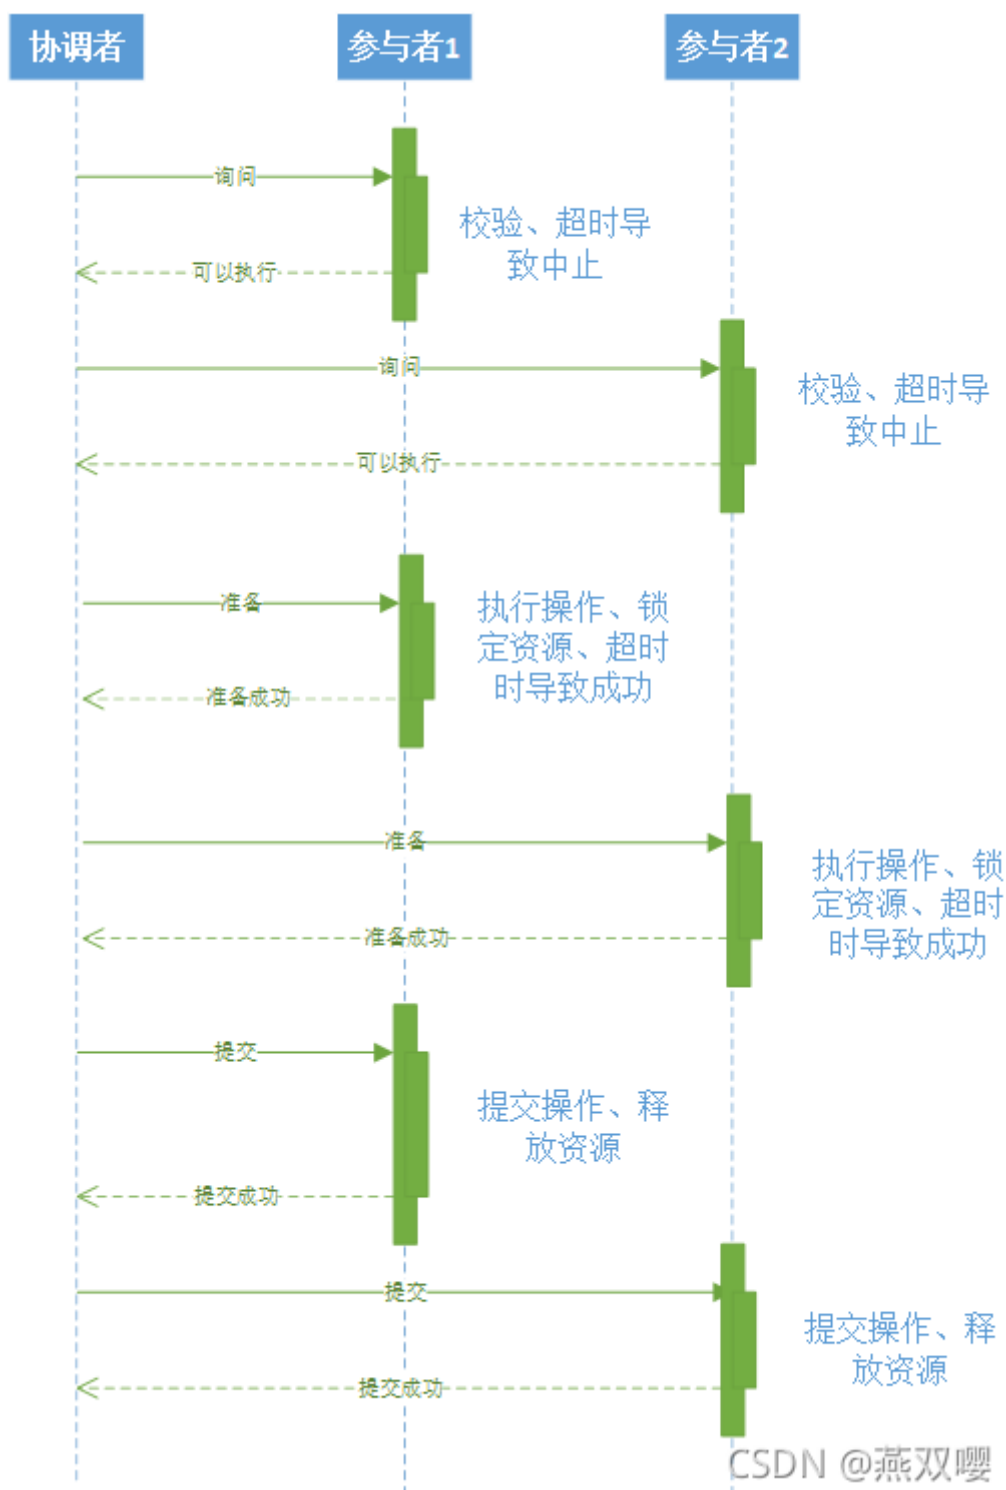 协调者
参与者1
参与者2
询问
校验、超时导
致中止
可以执行
询问
校验、超时导
致中止
可以执行
准备
执行操作、锁
定资源、超时
时导致成功
准备成功
准备
执行操作、锁
定资源、超时
时导致成功
准备成功
提交
提交操作、释
放资源
提交成功
提交
提交操作、释
放资源
提交成功
CSDN @燕双嘤